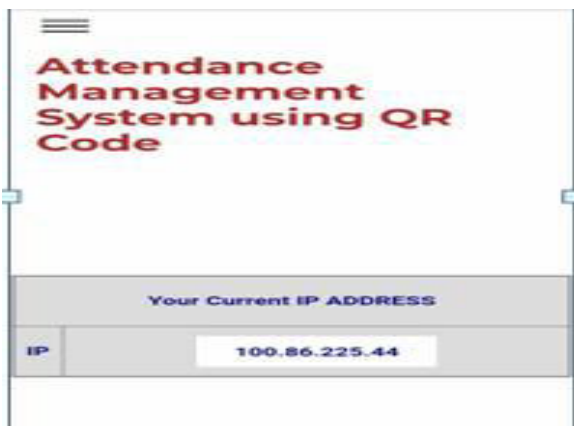 Attendance
Management
System using QR
Code
Your Current IP ADDRESS
IP 100.86.225.44